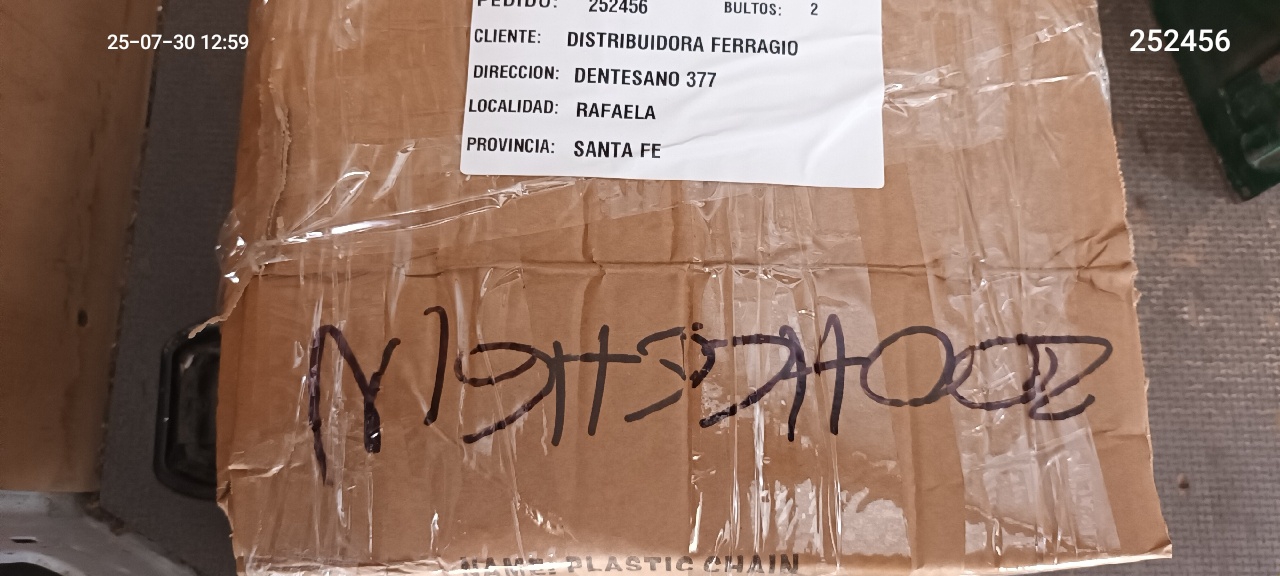 25-07-30 12:59
252456
PEDIDO: 252456 BULTOS: 2
CLIENTE: DISTRIBUIDORA FERRAGIO
DIRECCION: DENTESANO 377
LOCALIDAD: RAFAELA
PROVINCIA: SANTA FE
NAME: PLASTIC CHAIN